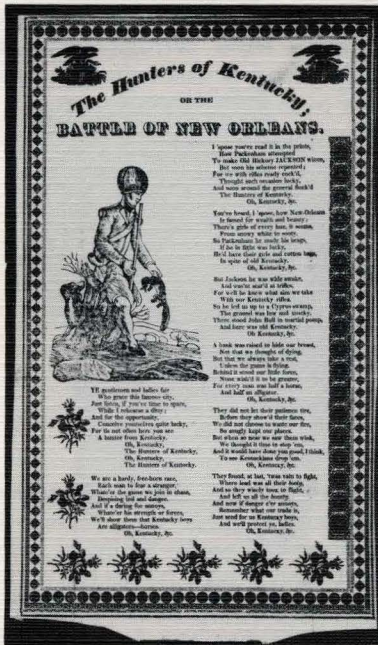 The Hunters of Kentucky;
OR THE
BATTLE OF NEW ORLEANS.
YE gentlemen and ladies fair
Who grace this famous city,
Just listen, if you've time to spare,
While I rehearse a ditty;
And for the opportunity,
Conceive yourselves quite lucky,
For tis not often here you see
A hunter from Kentucky.
Oh, Kentucky,
The Hunters of Kentucky,
Oh, Kentucky,
The Hunters of Kentucky.
We are a hardy, free-born race,
Each man to fear a stranger,
Whate'er the game we join in chase,
Despising toil and danger;
And if a daring foe annoys,
Whate'er his strength or forces,
We'll show them that Kentucky boys
Are alligators—horses.
Oh, Kentucky, &c.
I 'spose you've read it in the prints,
How Packenham attempted
To make Old Hickory JACKSON wince,
But soon his scheme repented;
For we with rifles ready cock'd,
Thought such occasion lucky,
And soon around the general flock'd
The Hunters of Kentucky.
Oh, Kentucky, &c.
You've heard, I 'spose, how New-Orleans
Is famed for wealth and beauty;
There's girls of every hue, it seems,
From snowy white to sooty.
So Packenham he made his brags,
If he in fight was lucky,
He'd have their girls and cotton bags,
In spite of old Kentucky.
Oh, Kentucky, &c.
But Jackson he was wide awake,
And was'nt scar'd at trifles,
For well he knew what aim we take
With our Kentucky rifles.
So he led us up to a Cyprus swamp,
The ground was low and mucky,
There stood John Bull in martial pomp,
And here was old Kentucky
Oh Kentucky, &c.
A bank was raised to hide our breast,
Not that we thought of dying,
But that we always take a rest,
Unless the game is flying.
Behind it stood our little force,
None wish'd it to be greater,
For every man was half a horse,
And half an alligator.
Oh, Kentucky, &c.
They did not let their patience tire,
Before they show'd their faces,
We did not choose to waste our fire,
So snugly kept our places.
But when so near we saw them wink,
We thought it time to stop 'em,
And it would have done you good, I think,
To see Kentuckians drop 'em.
Oh, Kentucky, &c.
They found, at last, 'twas vain to fight,
Where lead was all their booty,
And so they wisely took to flight,
And left us all the beauty.
And now if danger e'er annoys,
Remember what our trade is,
Just send for us Kentucky boys,
And we'll protect ye, ladies.
Oh, Kentucky, &c.